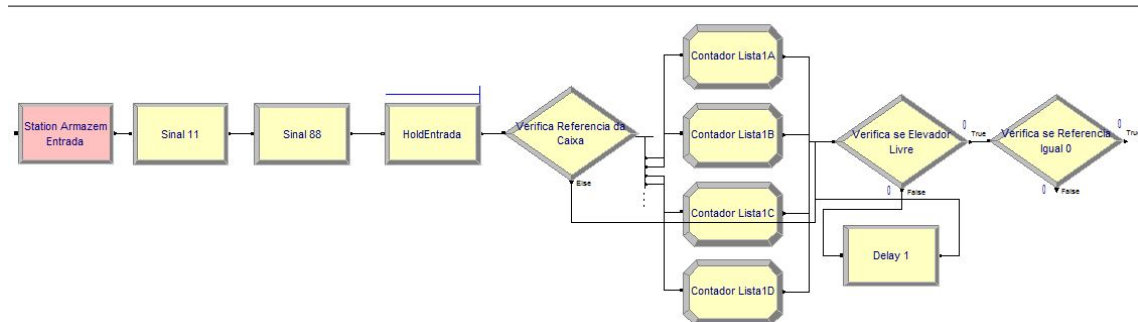 Station Armazem
Entrada
Sinal 11
Sinal 88
HoldEntrada
Verifica Referencia da
Caixa
Else
Contador Lista1A
Contador Lista1B
Contador Lista1C
Contador Lista1D
Verifica se Elevador
Livre
0
True
0
False
Delay 1
Verifica se Referencia
Igual 0
0
True
0
False